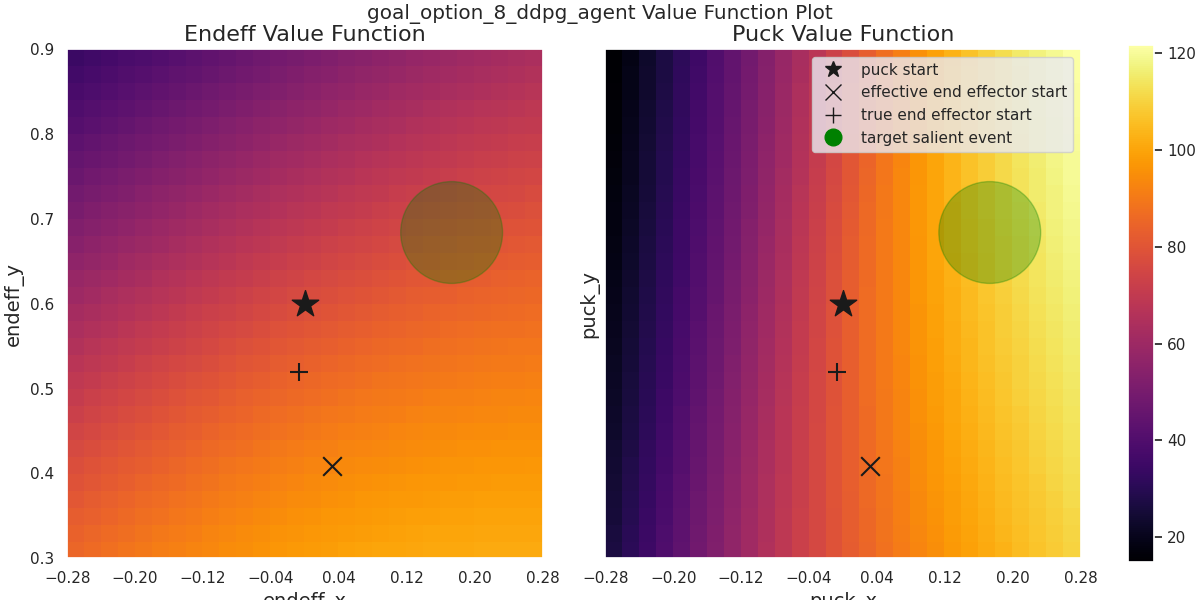 goal_option_8_ddpg_agent Value Function Plot
Endeff Value Function
Puck Value Function
0.9
0.8
0.7
0.6
0.5
0.4
0.3
endeff_y
−0.28 −0.20 −0.12 −0.04 0.04 0.12 0.20 0.28
endeff_x
puck_y
puck start
effective end effector start
true end effector start
target salient event
−0.28 −0.20 −0.12 −0.04 0.04 0.12 0.20 0.28
puck_x
120
100
80
60
40
20